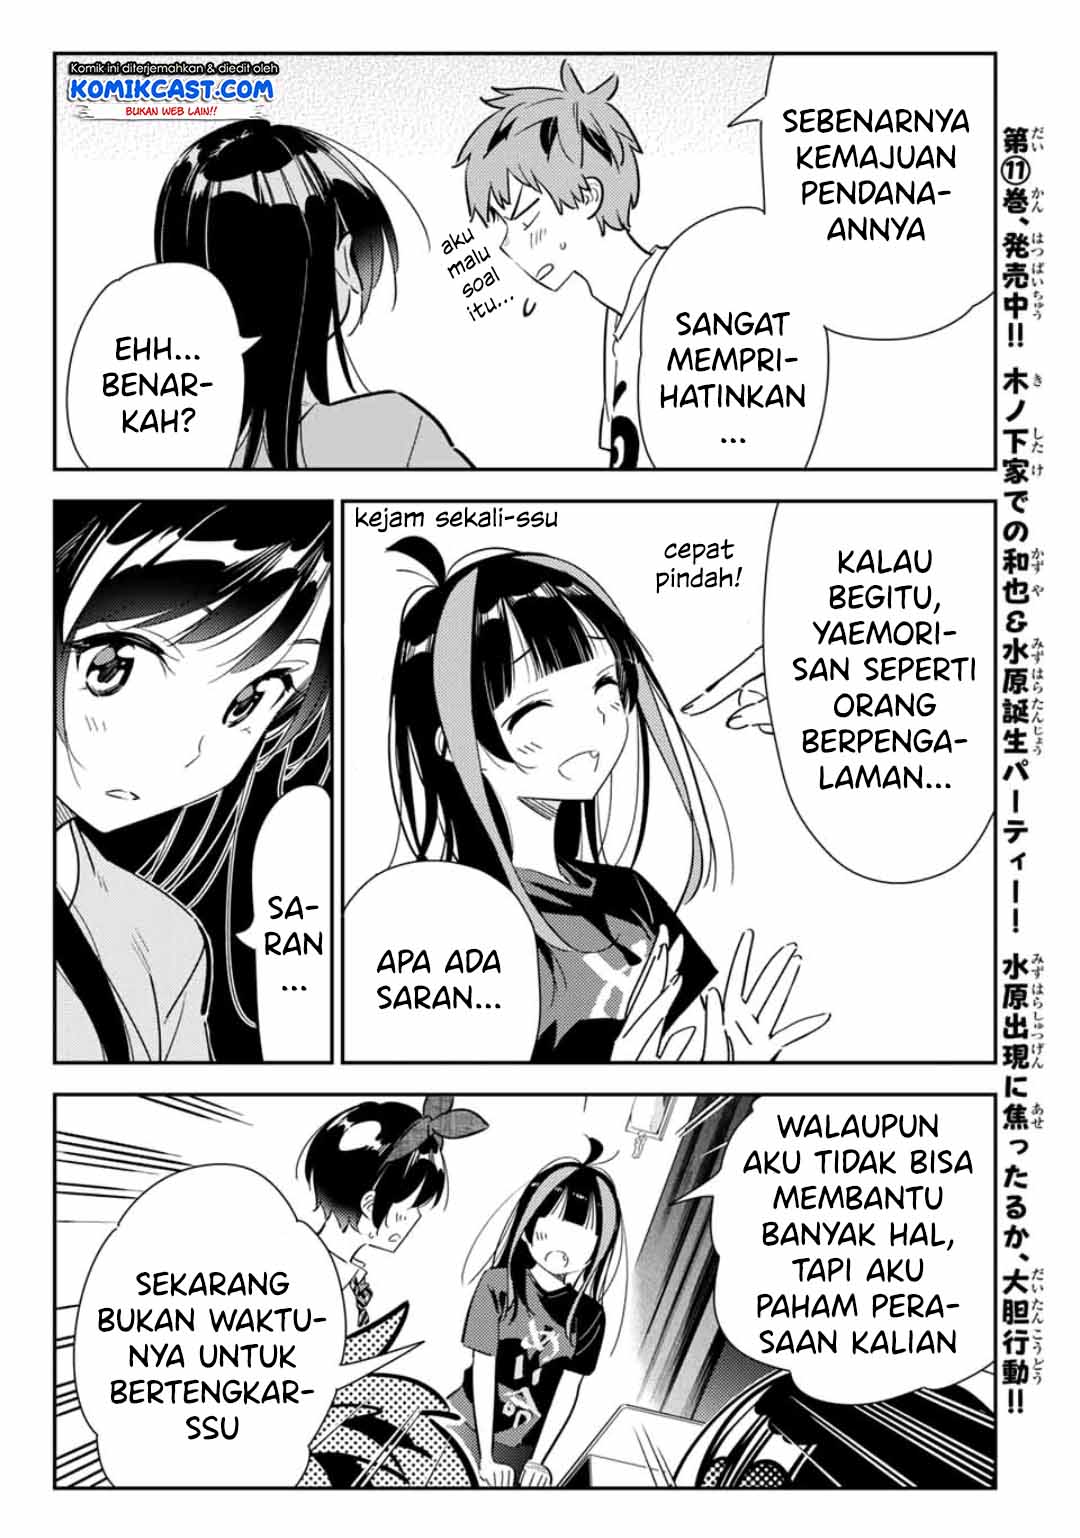 Komik ini diterjemahkan & diedit oleh
KOMIKCAST.COM
BUKAN WEB LAIN!!
SEBENARNYA
KEMAJUAN
PENDANA-
ANNYA
SANGAT
MEMPRI-
HATINKAN
...
aku
malu
soal
itu...
EHH...
BENAR-
KAH?
KALAU
BEGITU,
YAEMORI-
SAN SEPERTI
ORANG
BERPENGA-
LAMAN...
cepat
pindah!
kejam sekali-ssu
APA ADA
SARAN...
SA-
RAN
...
WALAUPUN
AKU TIDAK BISA
MEMBANTU
BANYAK HAL,
TAPI AKU
PAHAM PERA-
SAAN KALIAN
SEKARANG
BUKAN WAKTU-
NYA UNTUK
BERTENGKAR-
SSU
第⑪巻、発売中!! 木ノ下家での和也&水原誕生パーティー! 水原出現に焦ったるか、大胆行動!!